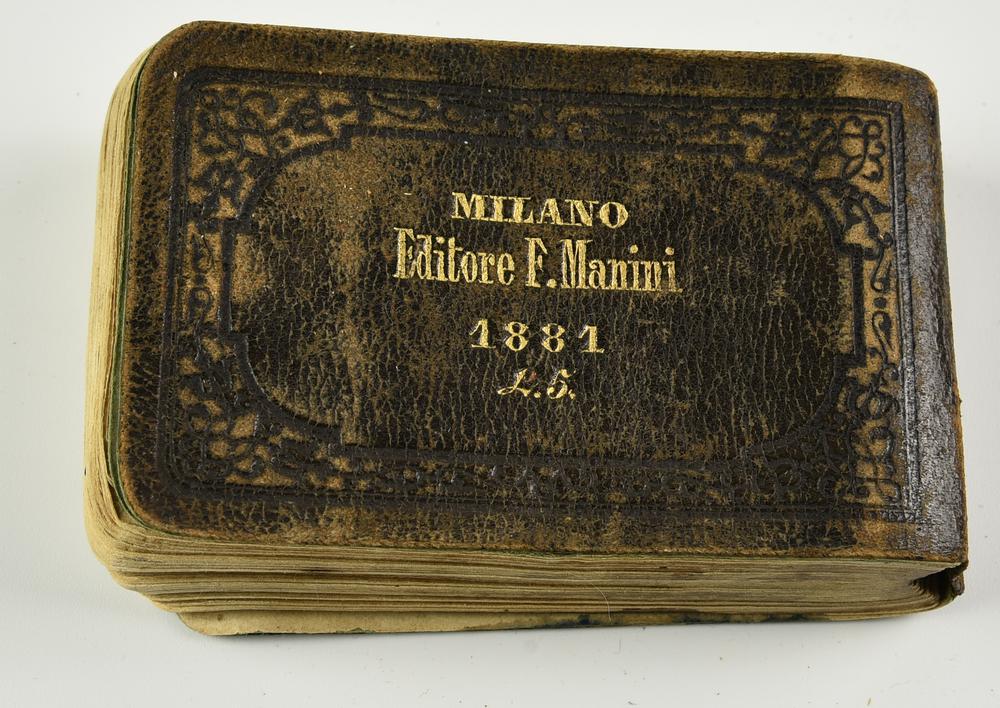 MILANO
Editore F. Manini
1881
L. 5.